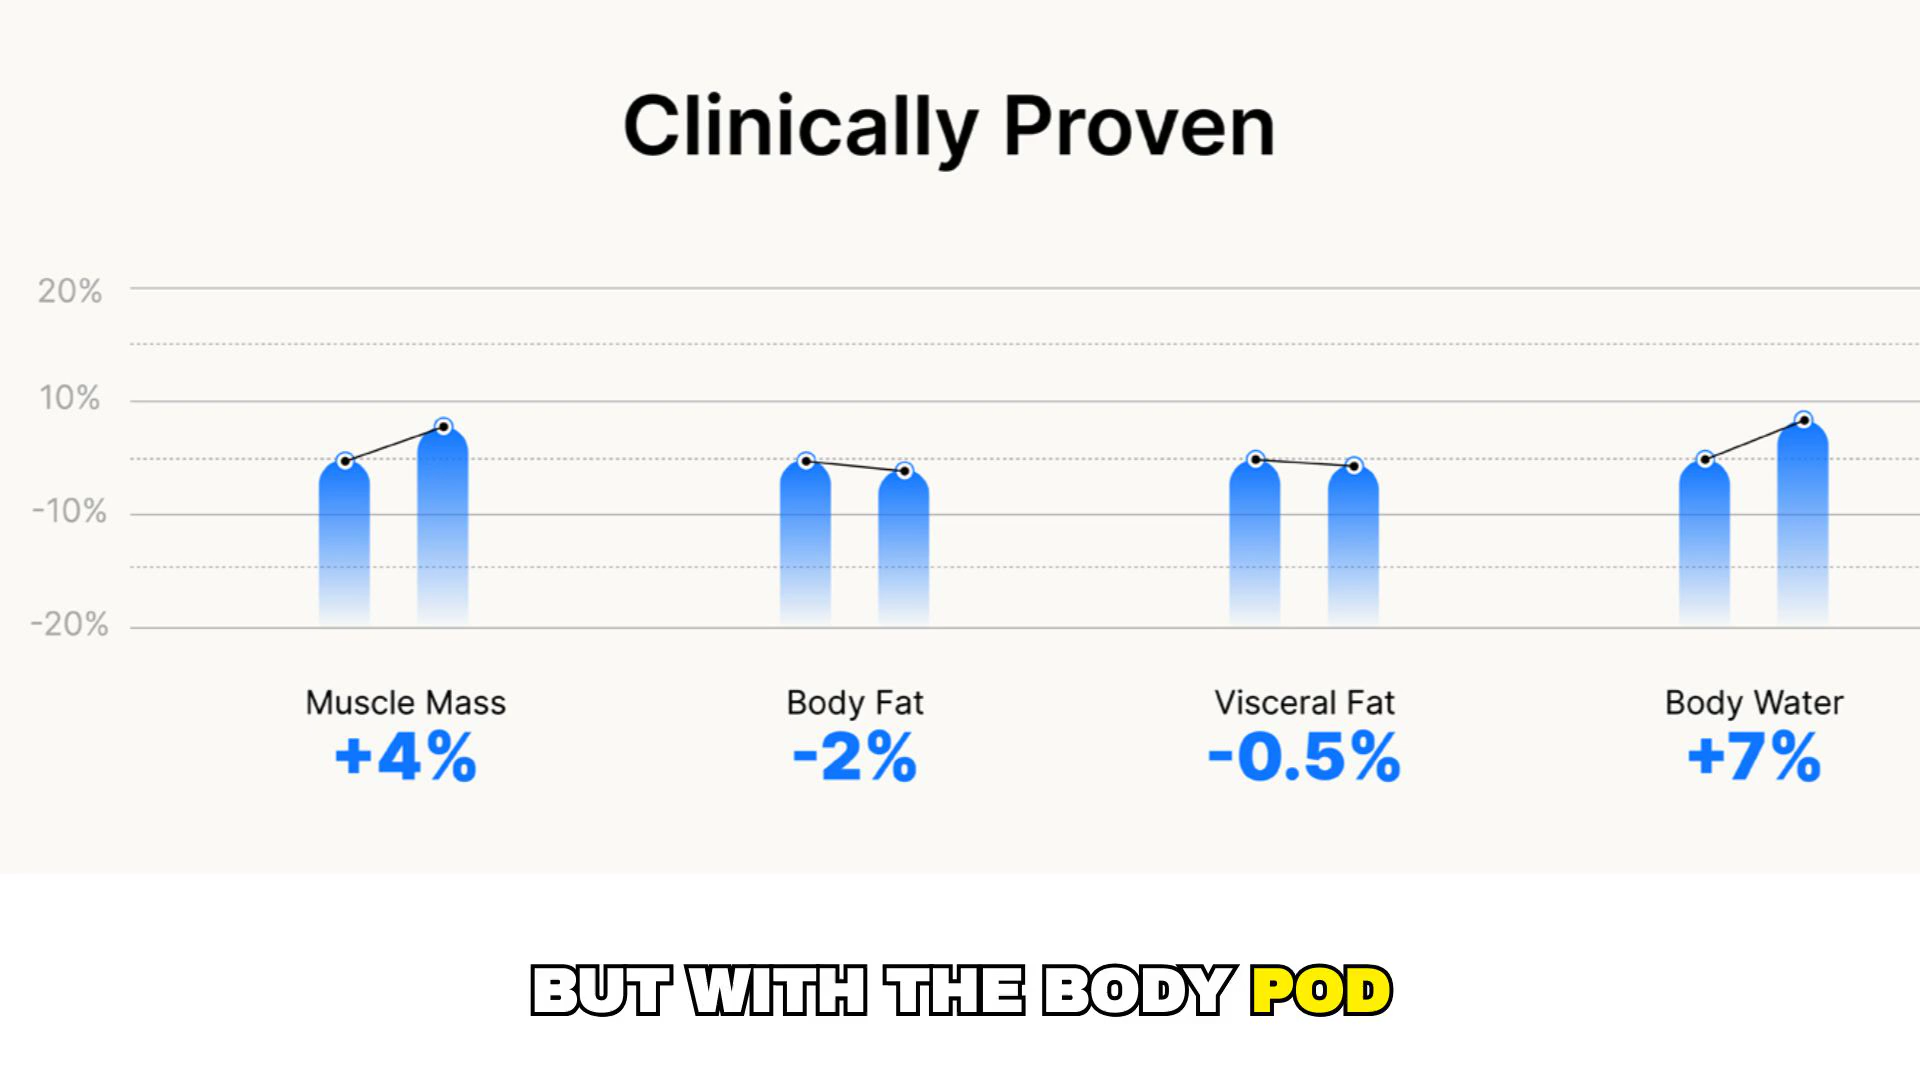 Clinically Proven
20%
10%
-10%
-20%
Muscle Mass
+4%
Body Fat
-2%
Visceral Fat
-0.5%
Body Water
+7%
BUT WITH THE BODY POD